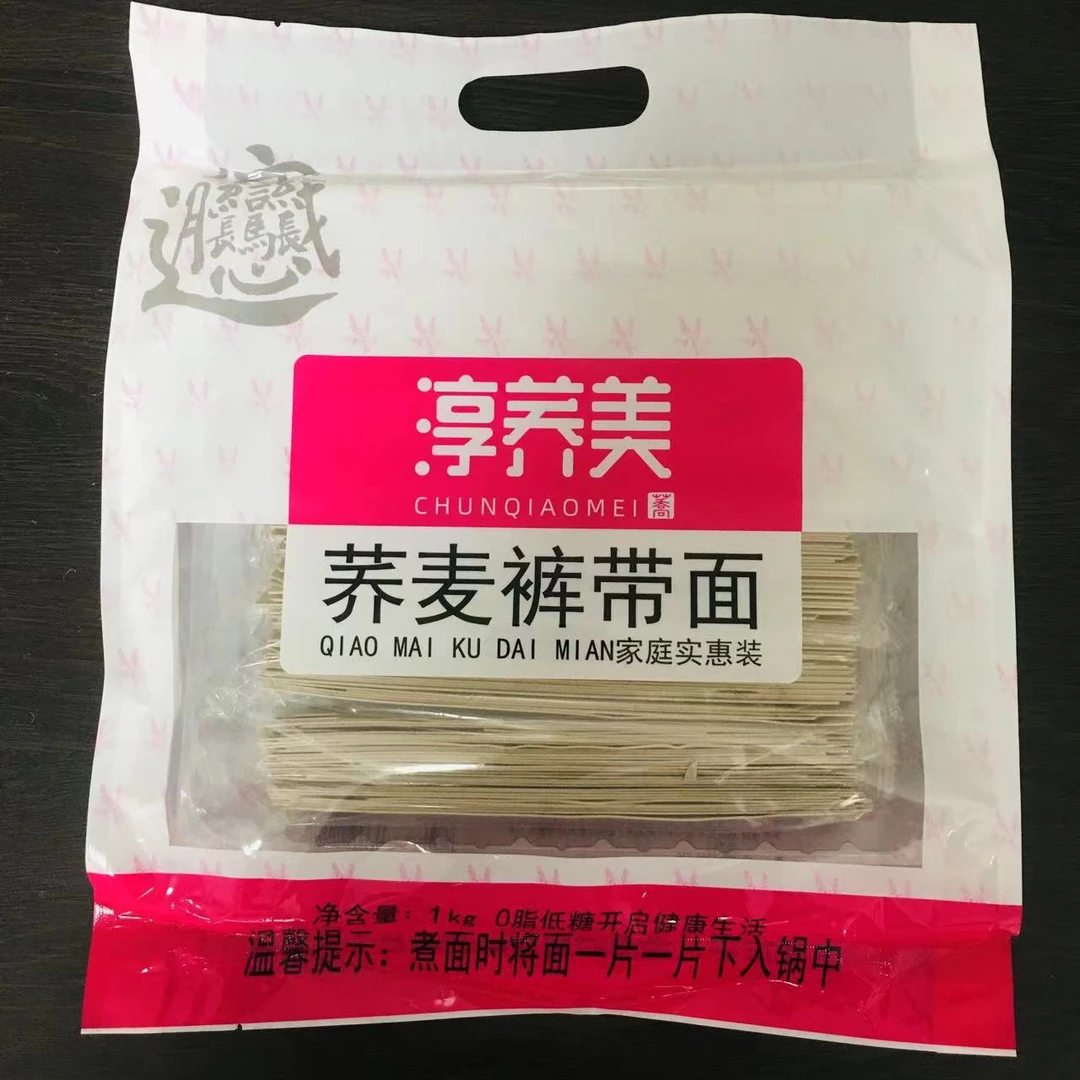 𰻝
淳荞美
CHUNQIAOMEI 蕎
荞麦裤带面
QIAO MAI KU DAI MIAN家庭实惠装
净含量：1kg 0脂低糖开启健康生活
温馨提示：煮面时将面一片一片下入锅中